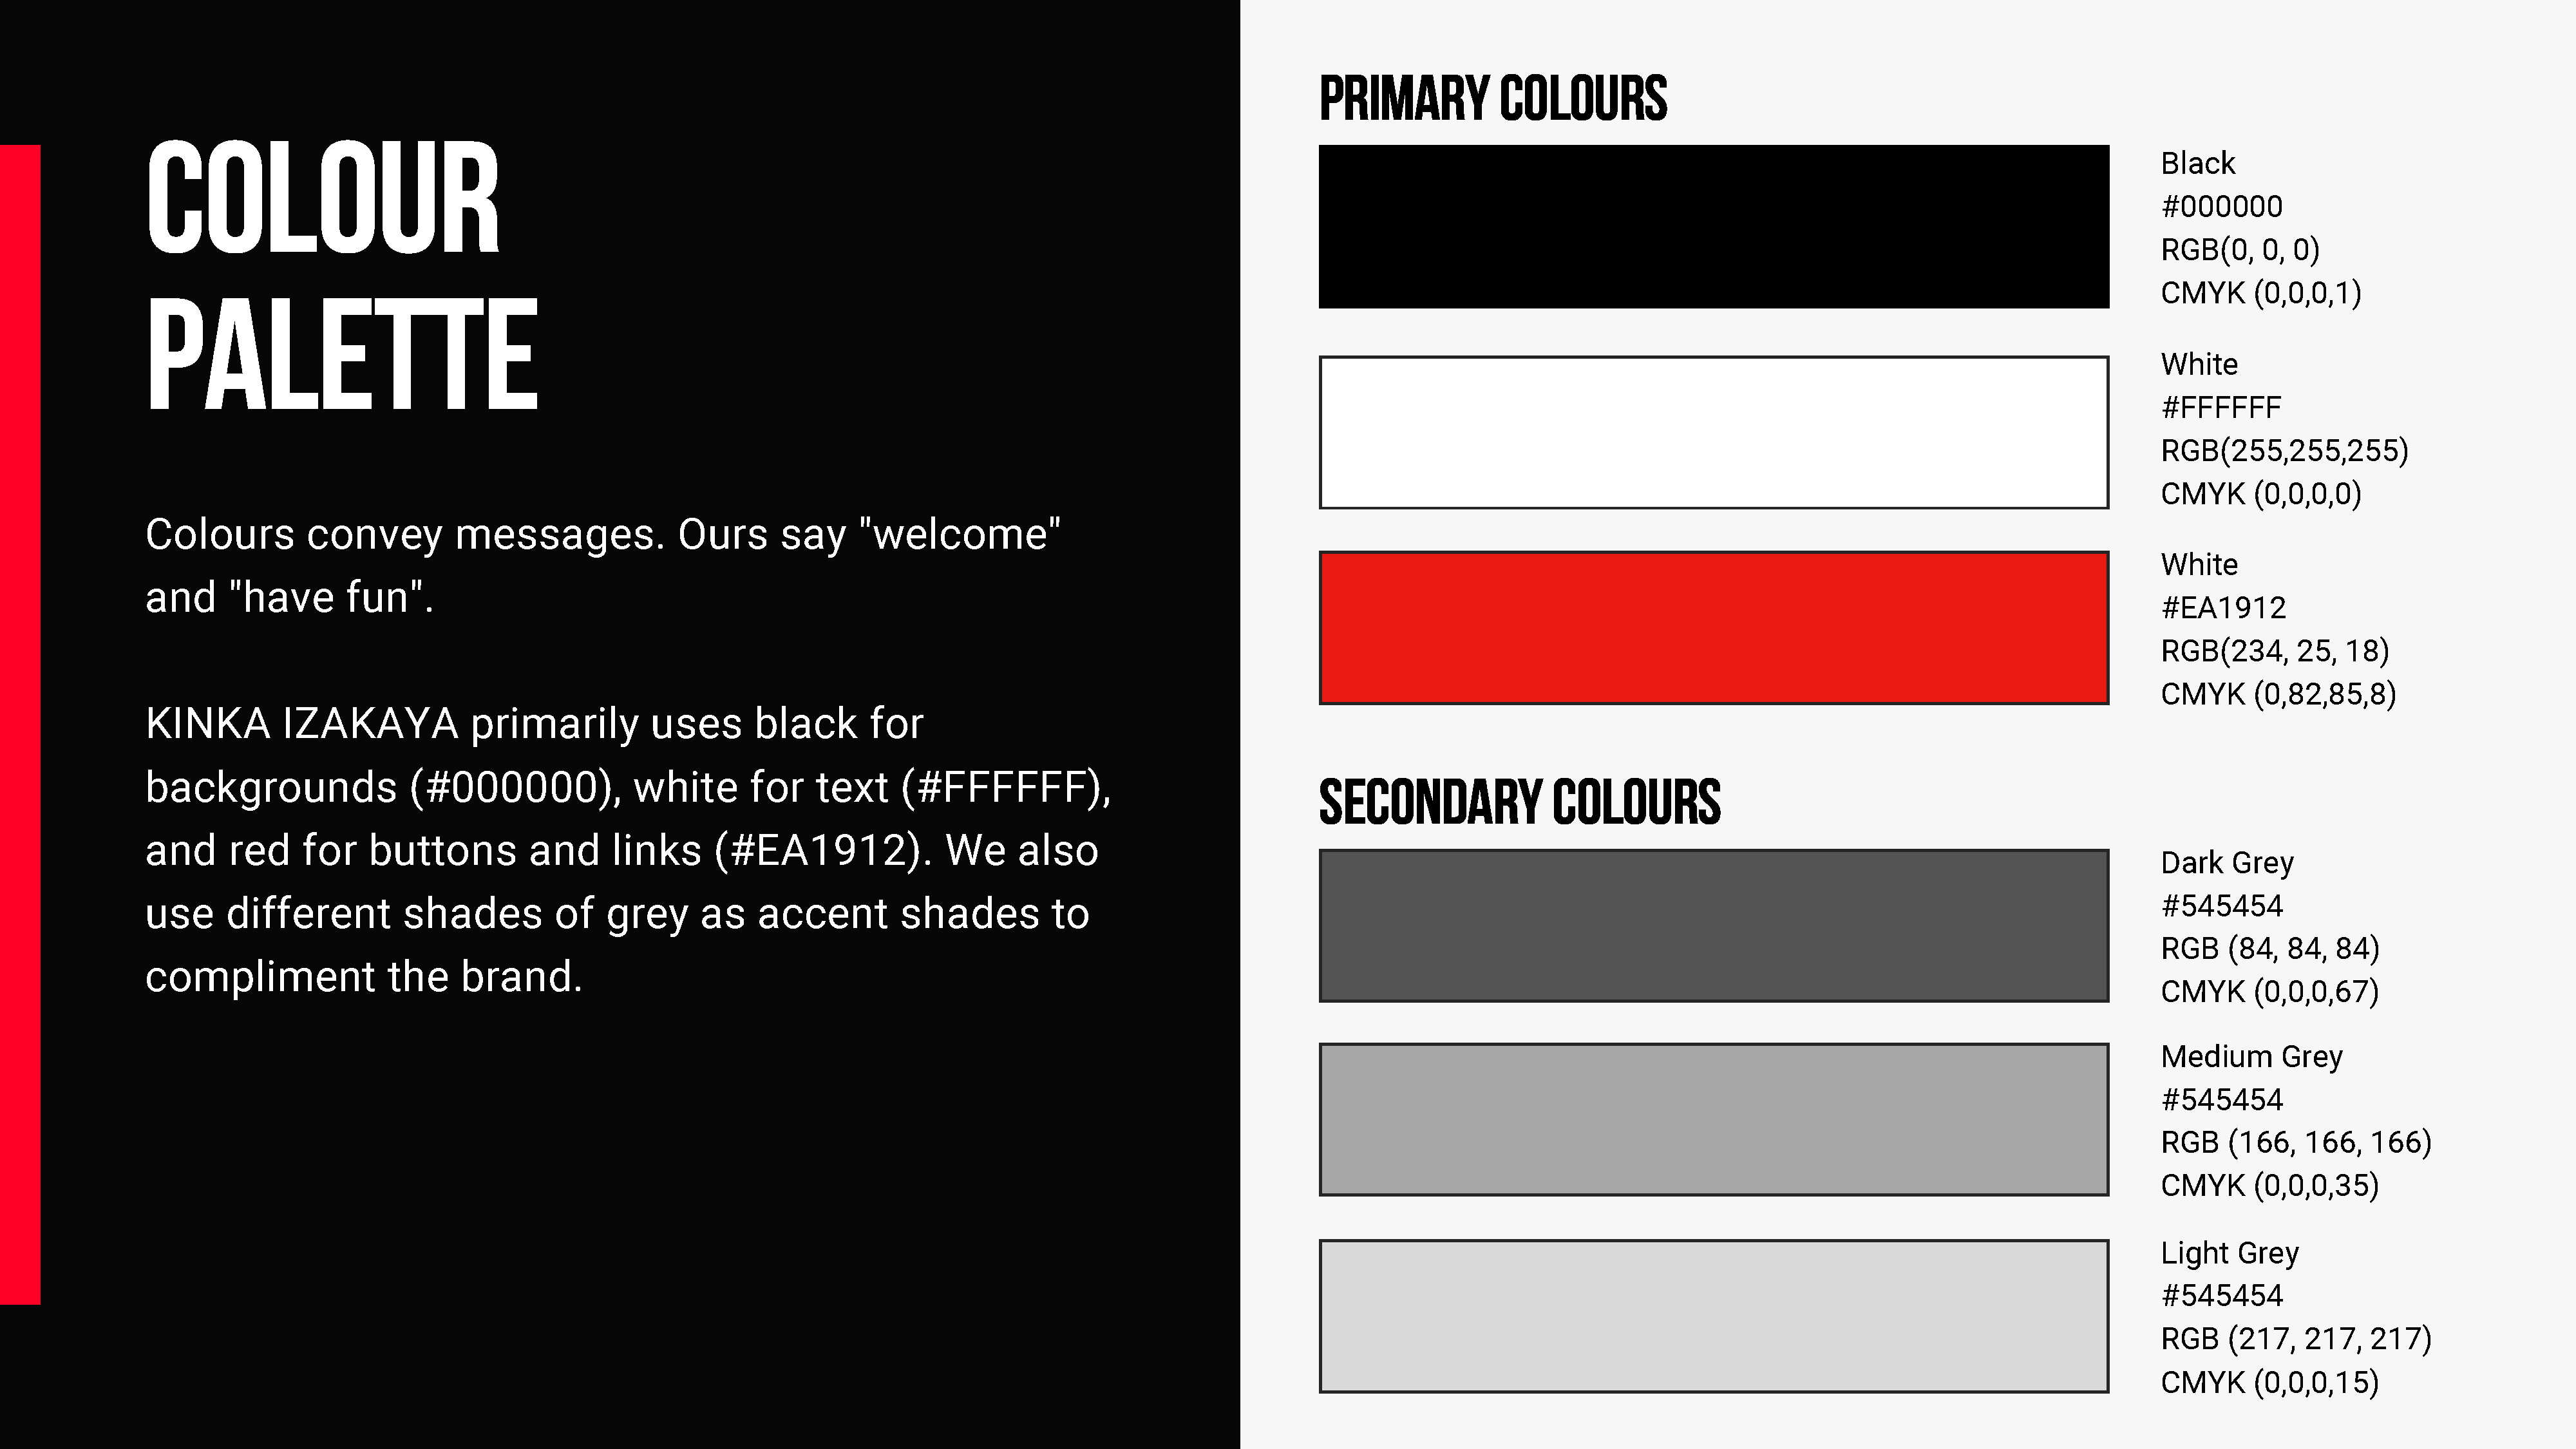 COLOUR
PALETTE
Colours convey messages. Ours say "welcome"
and "have fun".
KINKA IZAKAYA primarily uses black for
backgrounds (#000000), white for text (#FFFFFF),
and red for buttons and links (#EA1912). We also
use different shades of grey as accent shades to
compliment the brand.
PRIMARY COLOURS
Black
#000000
RGB(0, 0, 0)
CMYK (0,0,0,1)
White
#FFFFFF
RGB(255,255,255)
CMYK (0,0,0,0)
White
#EA1912
RGB(234, 25, 18)
CMYK (0,82,85,8)
SECONDARY COLOURS
Dark Grey
#545454
RGB (84, 84, 84)
CMYK (0,0,0,67)
Medium Grey
#545454
RGB (166, 166, 166)
CMYK (0,0,0,35)
Light Grey
#545454
RGB (217, 217, 217)
CMYK (0,0,0,15)